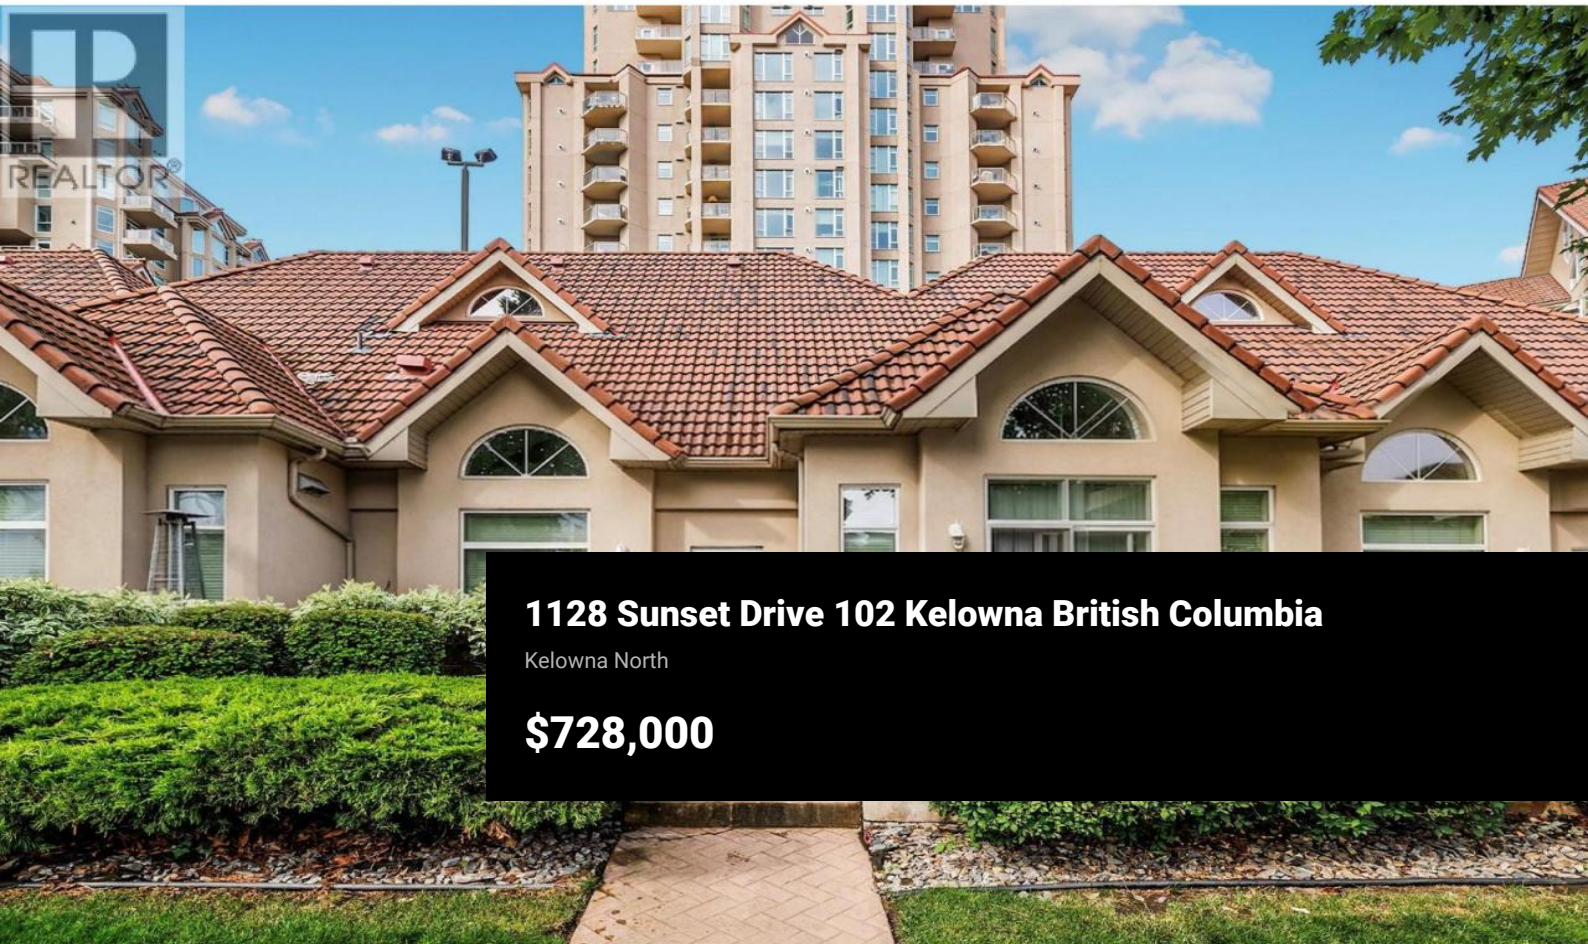 REALTOR®
1128 Sunset Drive 102 Kelowna British Columbia
Kelowna North
$728,000